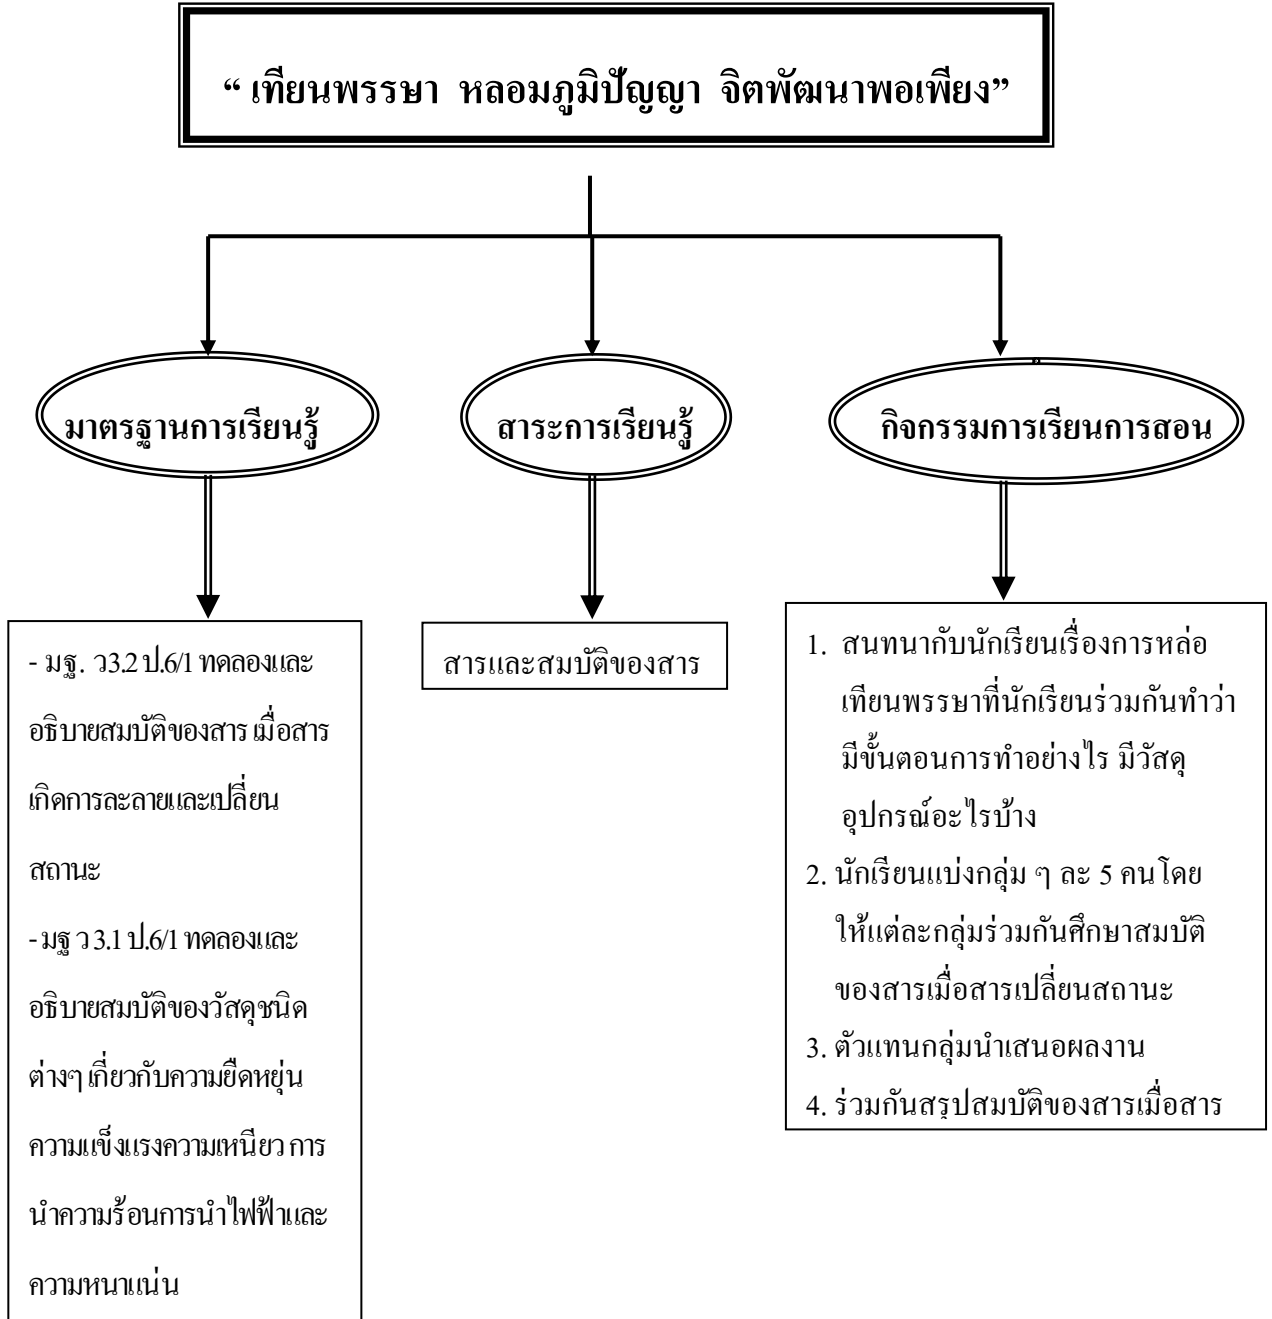 “ เทียนพรรษา หลอมภูมิปัญญา จิตพัฒนาพอเพียง”
มาตรฐานการเรียนรู้
สาระการเรียนรู้
กิจกรรมการเรียนการสอน
- มฐ. ว3.2 ป.6/1 ทดลองและ
อธิบายสมบัติของสาร เมื่อสาร
เกิดการละลายและเปลี่ยน
สถานะ
- มฐ ว 3.1 ป.6/1 ทดลองและ
อธิบายสมบัติของวัสดุชนิด
ต่างๆ เกี่ยวกับความยืดหยุ่น
ความแข็งแรงความเหนียว การ
นำความร้อนการนำไฟฟ้าและ
ความหนาแน่น
สารและสมบัติของสาร
1. สนทนากับนักเรียนเรื่องการหล่อ
เทียนพรรษาที่นักเรียนร่วมกันทำว่า
มีขั้นตอนการทำอย่างไร มีวัสดุ
อุปกรณ์อะไรบ้าง
2. นักเรียนแบ่งกลุ่ม ๆ ละ 5 คน โดย
ให้แต่ละกลุ่มร่วมกันศึกษาสมบัติ
ของสารเมื่อสารเปลี่ยนสถานะ
3. ตัวแทนกลุ่มนำเสนอผลงาน
4. ร่วมกันสรุปสมบัติของสารเมื่อสาร